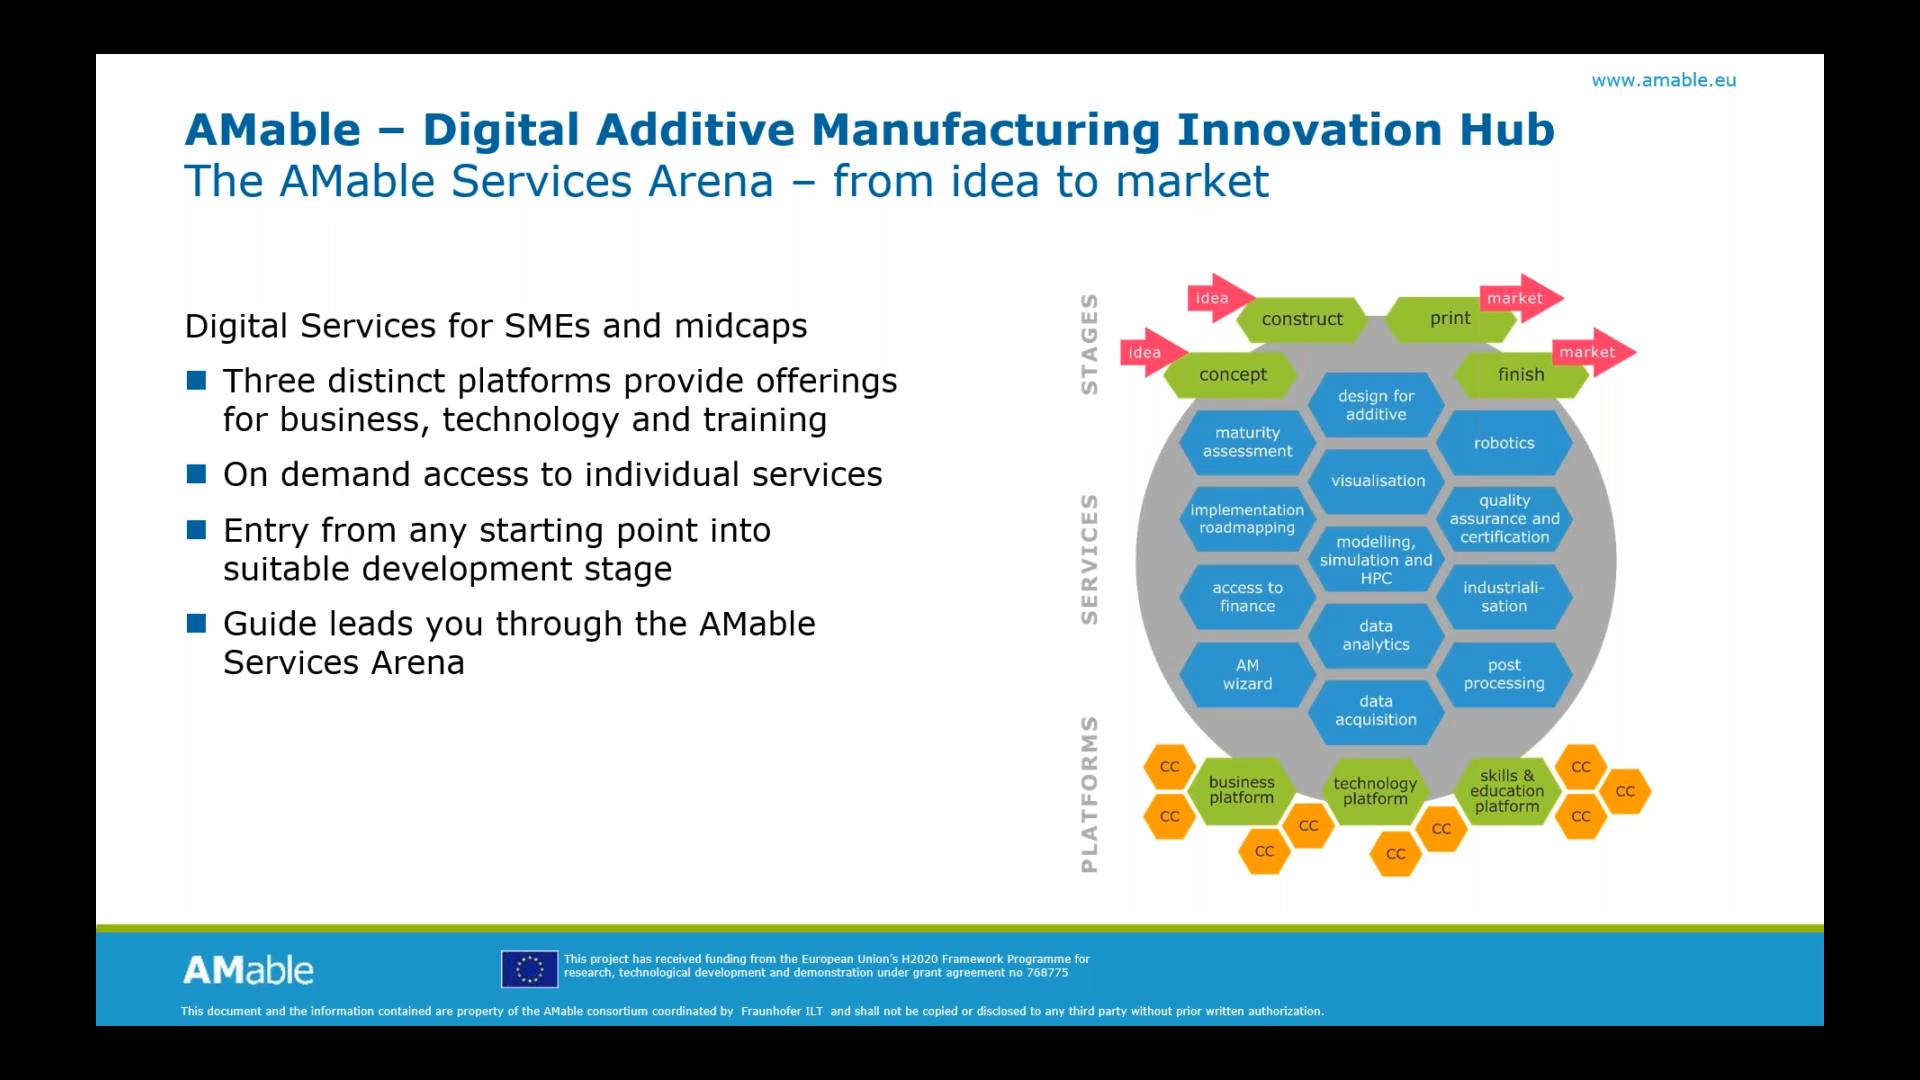 www.amable.eu
AMable – Digital Additive Manufacturing Innovation Hub
The AMable Services Arena – from idea to market
Digital Services for SMEs and midcaps
Three distinct platforms provide offerings
for business, technology and training
On demand access to individual services
Entry from any starting point into
suitable development stage
Guide leads you through the AMable
Services Arena
STAGES
SERVICES
PLATFORMS
idea
construct
print
market
idea
concept
finish
market
design for
additive
maturity
assessment
robotics
visualisation
implementation
roadmapping
quality
assurance and
certification
modelling,
simulation and
HPC
access to
finance
industriali-
sation
data
analytics
AM
wizard
post
processing
data
acquisition
CC
CC
business
platform
CC
CC
technology
platform
CC
CC
skills &
education
platform
CC
CC
CC
AMable
This project has received funding from the European Union's H2020 Framework Programme for
research, technological development and demonstration under grant agreement no 768775
This document and the information contained are property of the AMable consortium coordinated by Fraunhofer ILT and shall not be copied or disclosed to any third party without prior written authorization.